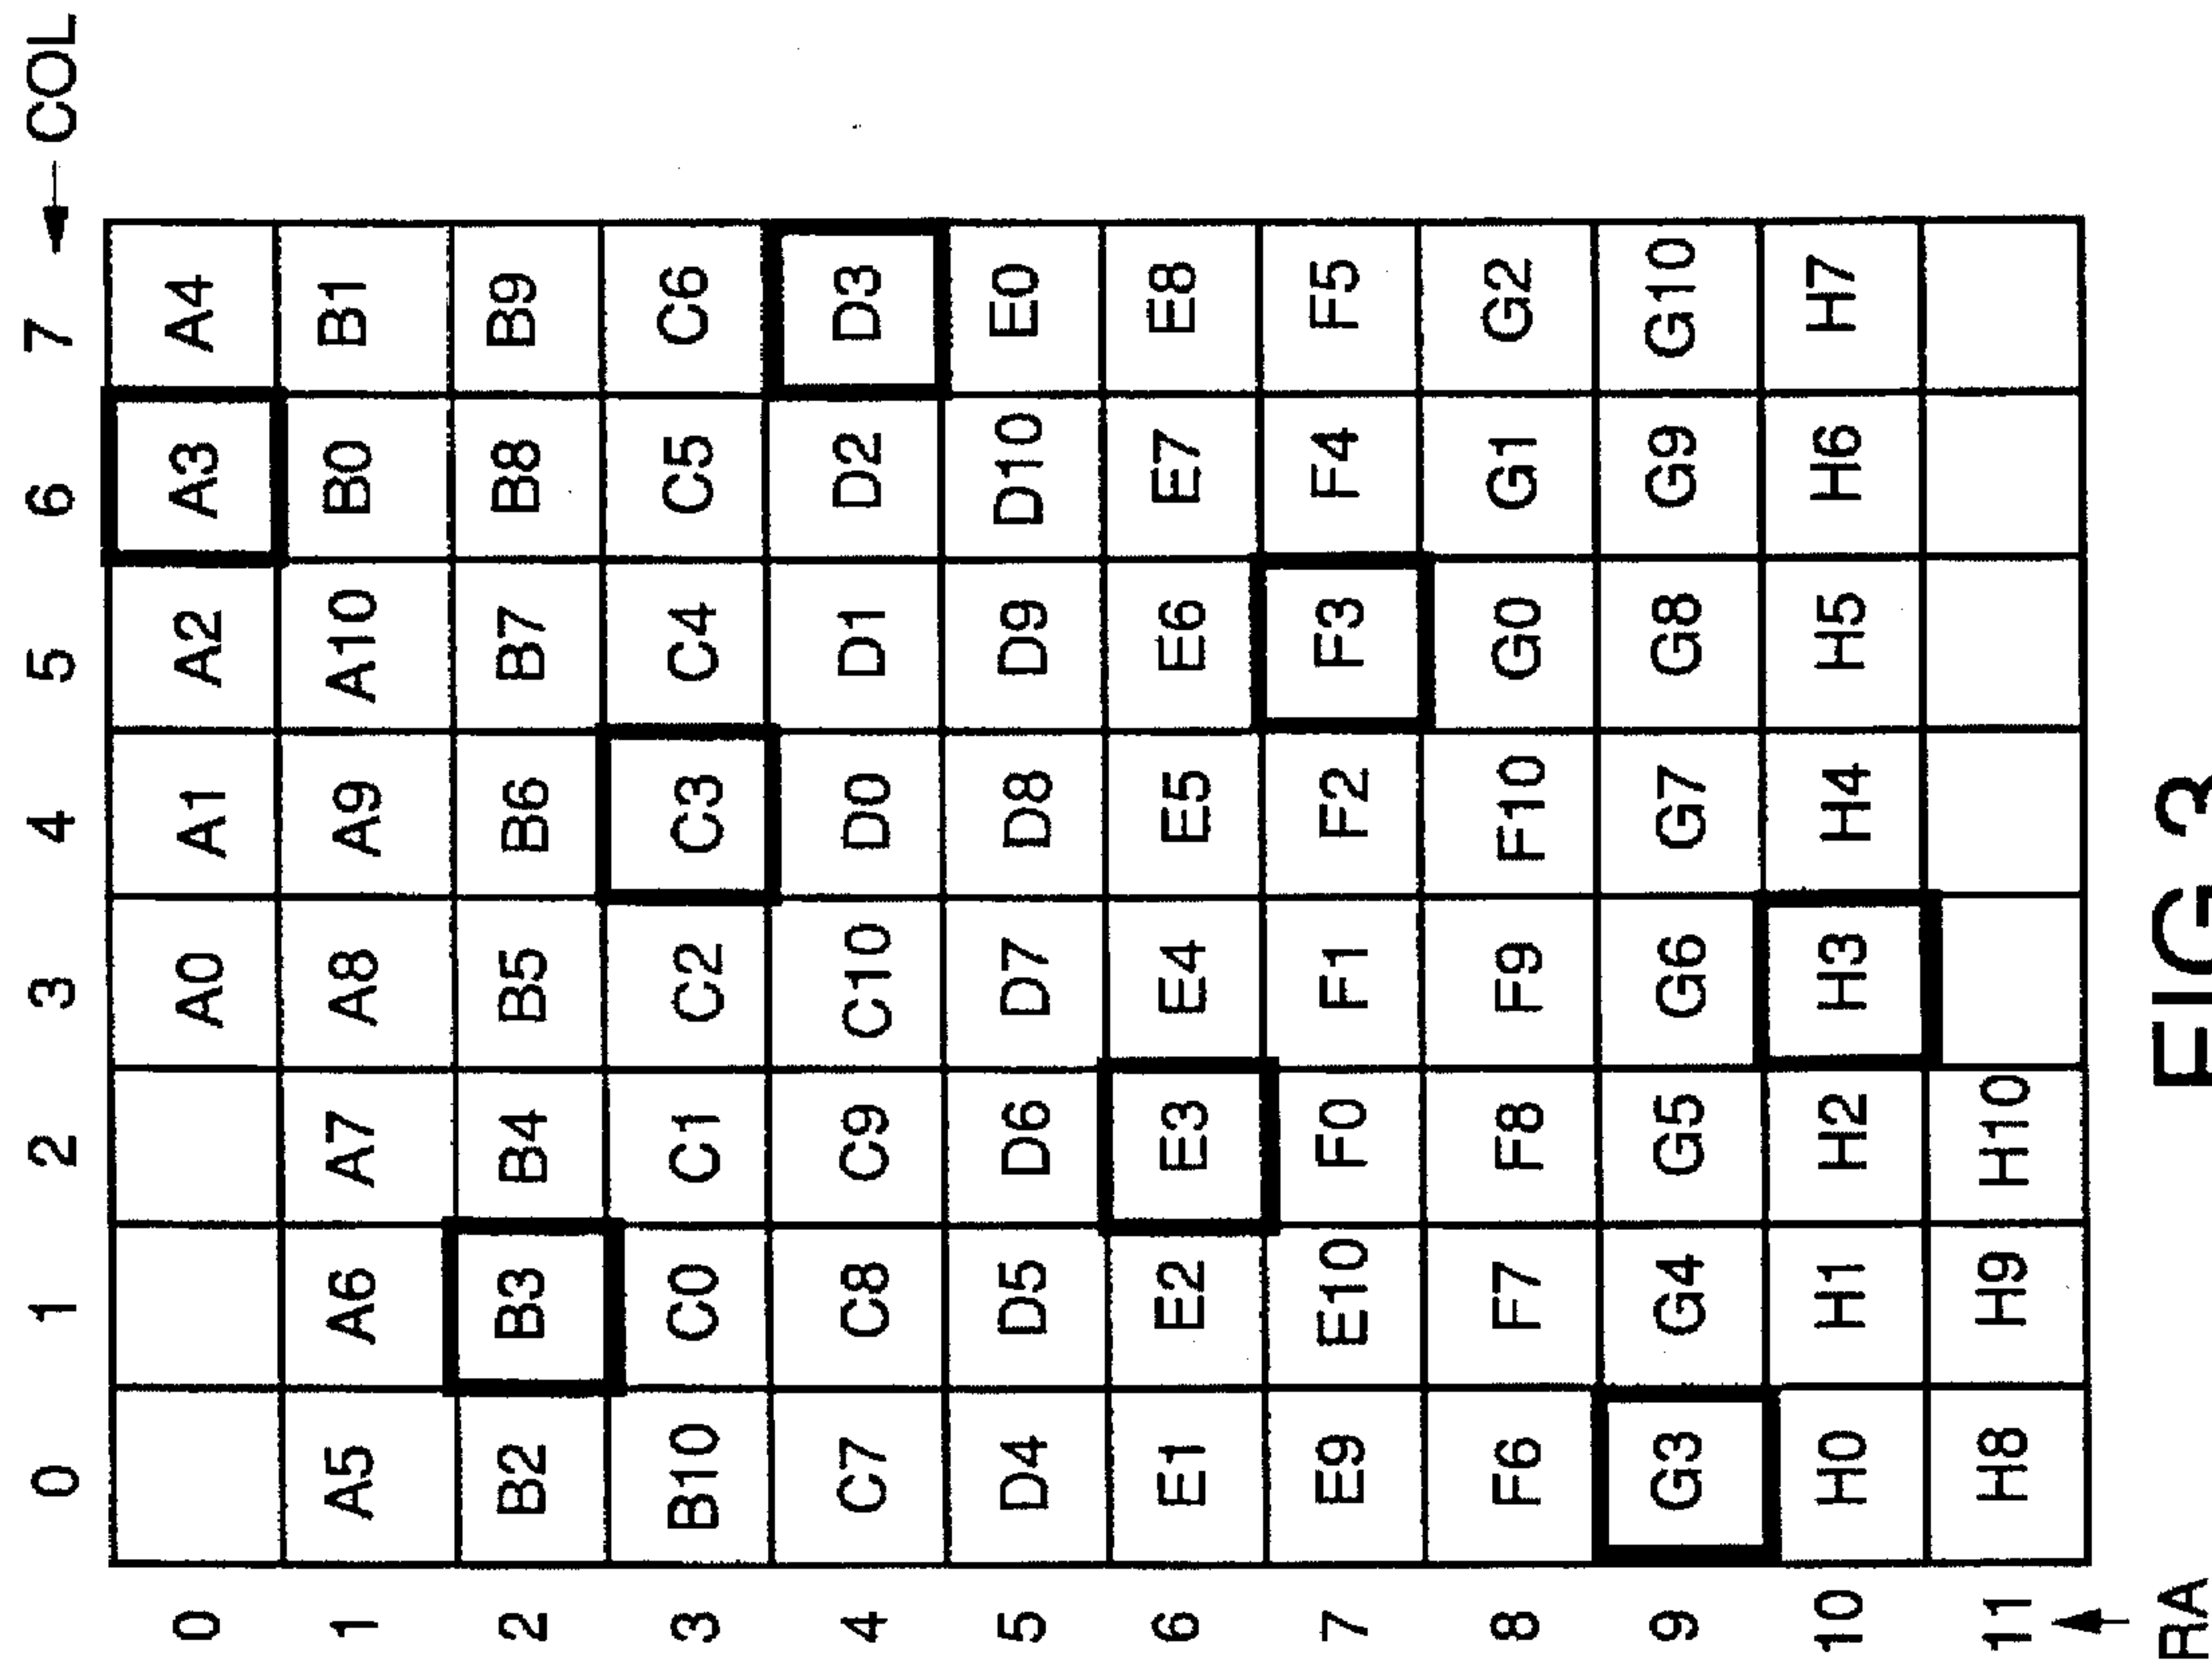 0 1 2 3 4 5 6 7 ← COL
0 A0 A1 A2 A3 A4
1 A5 A6 A7 A8 A9 A10 B0 B1
2 B2 B3 B4 B5 B6 B7 B8 B9
3 B10 C0 C1 C2 C3 C4 C5 C6
4 C7 C8 C9 C10 D0 D1 D2 D3
5 D4 D5 D6 D7 D8 D9 D10 E0
6 E1 E2 E3 E4 E5 E6 E7 E8
7 E9 E10 F0 F1 F2 F3 F4 F5
8 F6 F7 F8 F9 F10 G0 G1 G2
9 G3 G4 G5 G6 G7 G8 G9 G10
10 H0 H1 H2 H3 H4 H5 H6 H7
11 H8 H9 H10
RA
FIG 3